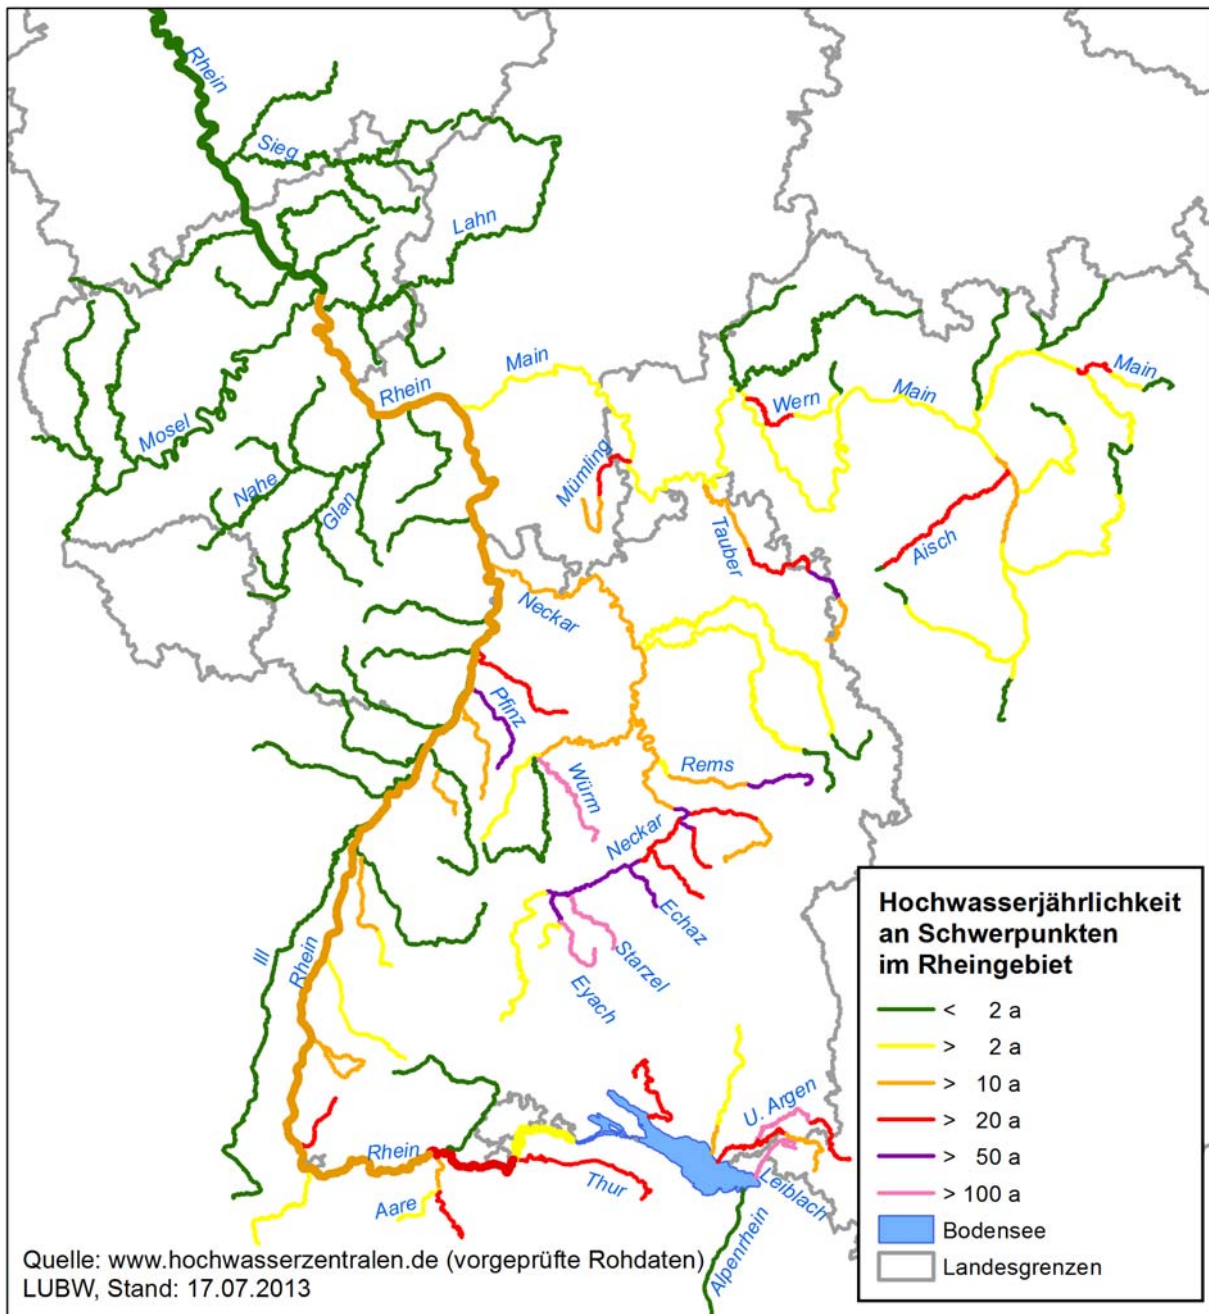 Rhein
Sieg
Lahn
Mosel
Rhein
Main
Nahe
Glan
Mümling
Wern
Main
Main
Tauber
Aisch
Neckar
Pfinz
Würm
Rems
Neckar
Echaz
Starzel
Eyach
Ill
Rhein
Rhein
Aare
Thur
U. Argen
Leiblach
Alpenrhein
Hochwasserjährlichkeit
an Schwerpunkten
im Rheingebiet
< 2 a
> 2 a
> 10 a
> 20 a
> 50 a
> 100 a
Bodensee
Landesgrenzen
Quelle: www.hochwasserzentralen.de (vorgeprüfte Rohdaten)
LUBW, Stand: 17.07.2013